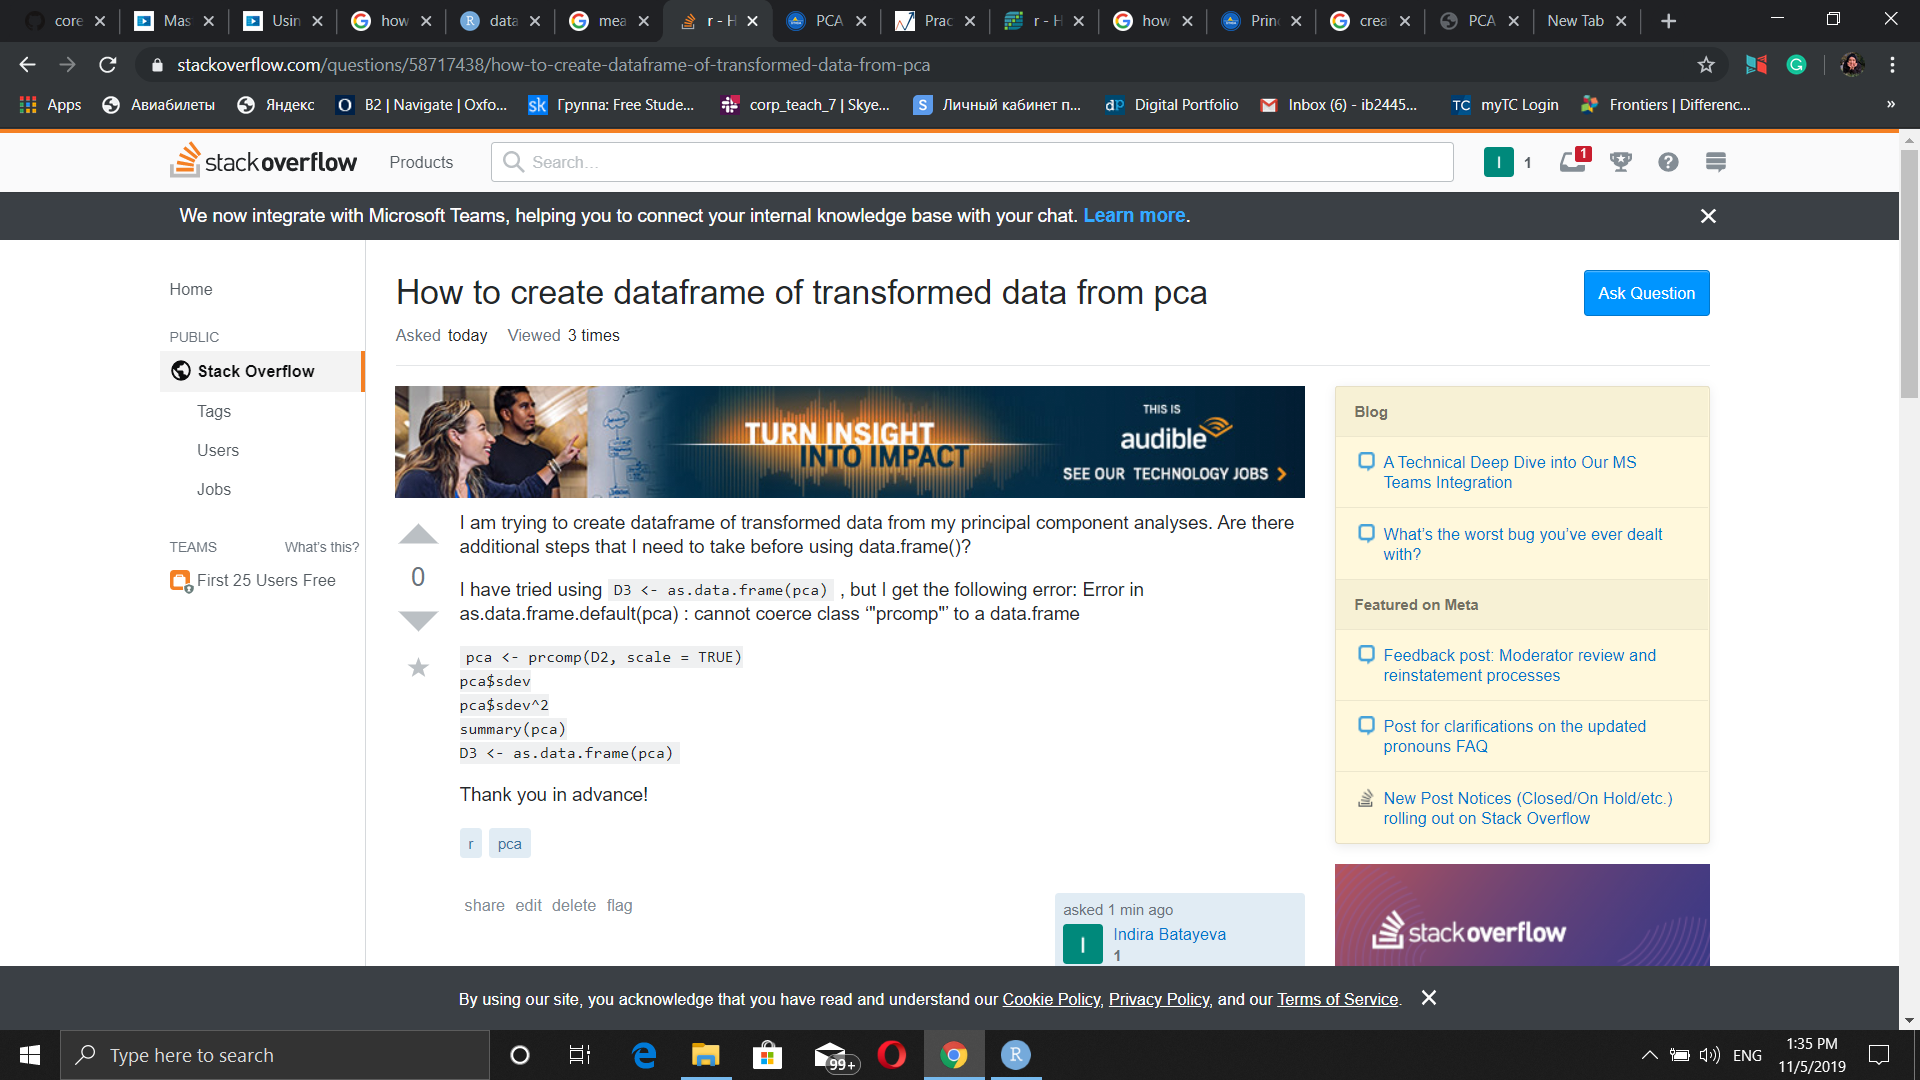 core
Mas
Usin
how
data
mea
r - H
PCA
Prac
r - H
how
Prin
crea
PCA
New Tab
stackoverflow.com/questions/58717438/how-to-create-dataframe-of-transformed-data-from-pca
Apps
Авиабилеты
Яндекс
B2 | Navigate | Oxfo...
Группа: Free Stude...
corp_teach_7 | Skye...
Личный кабинет п...
Digital Portfolio
Inbox (6) - ib2445...
myTC Login
Frontiers | Differenc...
»
stackoverflow
Products
Search...
I
1
1
We now integrate with Microsoft Teams, helping you to connect your internal knowledge base with your chat. Learn more.
Home
PUBLIC
Stack Overflow
Tags
Users
Jobs
TEAMS
What's this?
First 25 Users Free
How to create dataframe of transformed data from pca
Ask Question
Asked today Viewed 3 times
TURN INSIGHT
INTO IMPACT
THIS IS
audible
SEE OUR TECHNOLOGY JOBS
I am trying to create dataframe of transformed data from my principal component analyses. Are there
additional steps that I need to take before using data.frame()?
0
I have tried using D3 <- as.data.frame(pca) , but I get the following error: Error in
as.data.frame.default(pca) : cannot coerce class ‘"prcomp"’ to a data.frame
pca <- prcomp(D2, scale = TRUE)
pca$sdev
pca$sdev^2
summary(pca)
D3 <- as.data.frame(pca)
Thank you in advance!
r
pca
share edit delete flag
asked 1 min ago
I
Indira Batayeva
1
Blog
A Technical Deep Dive into Our MS
Teams Integration
What’s the worst bug you’ve ever dealt
with?
Featured on Meta
Feedback post: Moderator review and
reinstatement processes
Post for clarifications on the updated
pronouns FAQ
New Post Notices (Closed/On Hold/etc.)
rolling out on Stack Overflow
stackoverflow
By using our site, you acknowledge that you have read and understand our Cookie Policy, Privacy Policy, and our Terms of Service.
Type here to search
99+
R
ENG
1:35 PM
11/5/2019